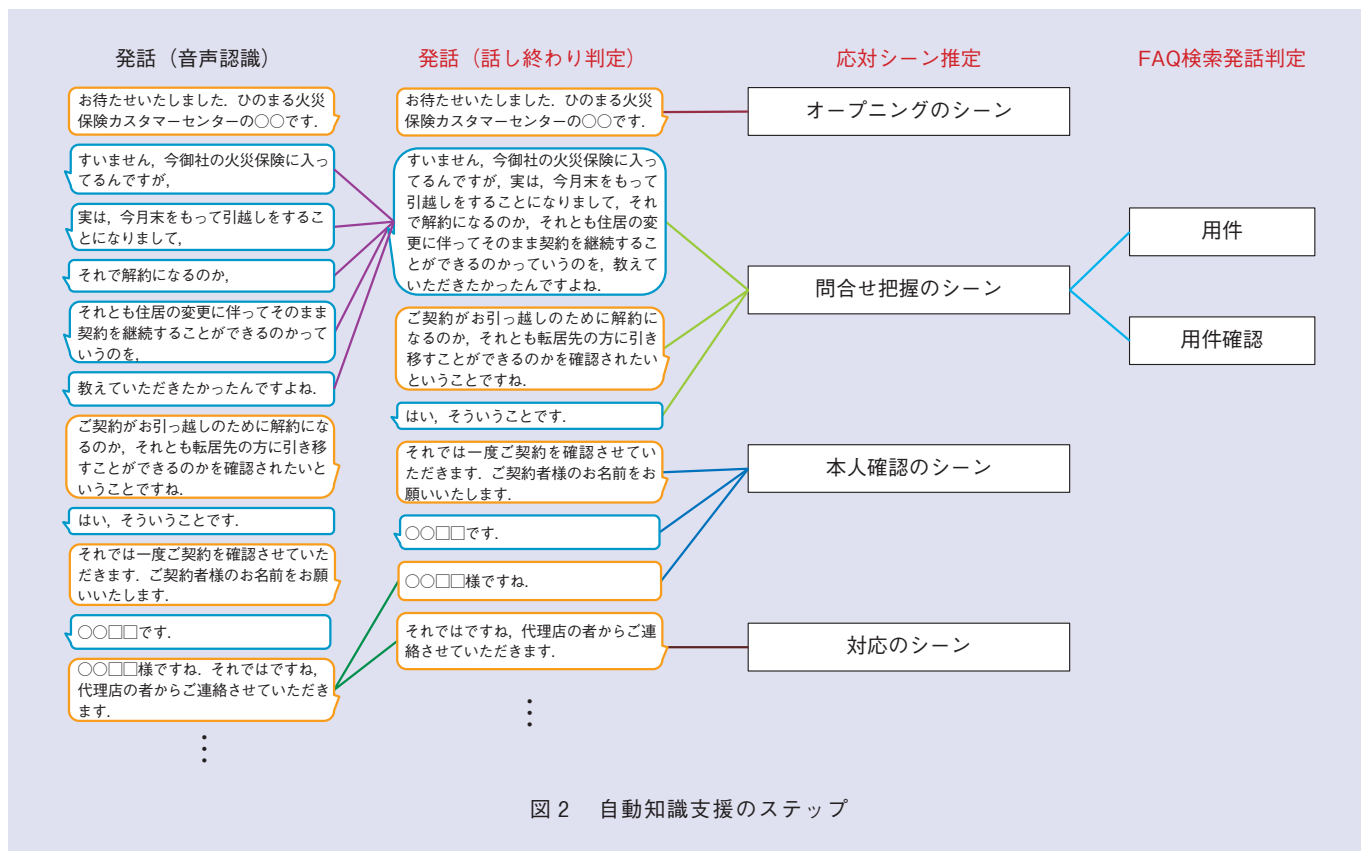 発話（音声認識）
お待たせいたしました．ひのまる火災
保険カスタマーセンターの○○です．
すいません，今御社の火災保険に入っ
てるんですが，
実は，今月末をもって引越しをするこ
とになりまして，
それで解約になるのか，
それとも住居の変更に伴ってそのまま
契約を継続することができるのかって
いうのを，
教えていただきたかったんですよね．
ご契約がお引っ越しのために解約にな
るのか，それとも転居先の方に引き移
すことができるのかを確認されたいと
いうことですね．
はい，そういうことです．
それでは一度ご契約を確認させていた
だきます．ご契約者様のお名前をお願
いいたします．
○○□□です．
○○□□様ですね．それではですね，
代理店の者からご連絡させていただき
ます．
⋮
発話（話し終わり判定）
お待たせいたしました．ひのまる火災
保険カスタマーセンターの○○です．
すいません，今御社の火災保険に入っ
てるんですが，実は，今月末をもって
引越しをすることになりまして，それ
で解約になるのか，それとも住居の変
更に伴ってそのまま契約を継続するこ
とができるのかっていうのを，教えて
いただきたかったんですよね．
ご契約がお引っ越しのために解約に
なるのか，それとも転居先の方に引き
移すことができるのかを確認されたい
ということですね．
はい，そういうことです．
それでは一度ご契約を確認させてい
ただきます．ご契約者様のお名前をお
願いいたします．
○○□□です．
○○□□様ですね．
それではですね，代理店の者からご連
絡させていただきます．
⋮
応対シーン推定
オープニングのシーン
問合せ把握のシーン
本人確認のシーン
対応のシーン
FAQ検索発話判定
用件
用件確認
図２　自動知識支援のステップ